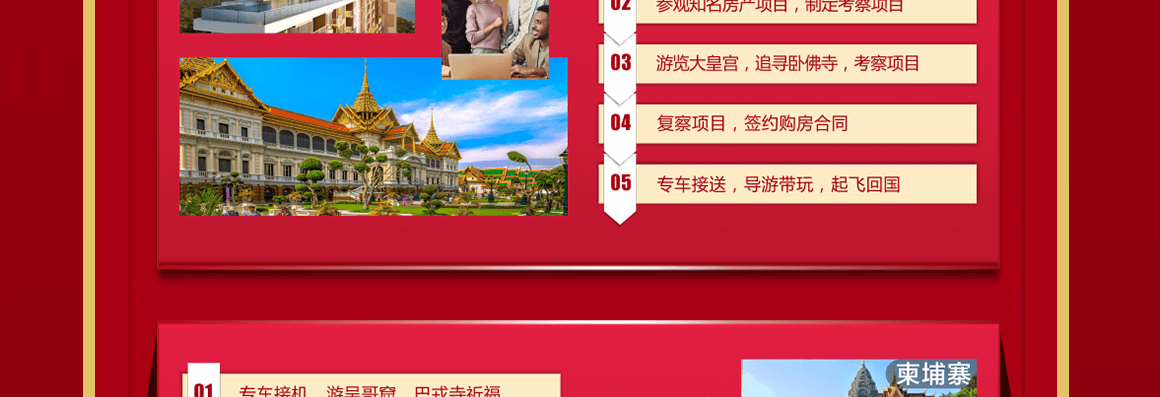 02 参观知名房产项目，制定考察项目
03 游览大皇宫，追寻卧佛寺，考察项目
04 复察项目，签约购房合同
05 专车接送，导游带玩，起飞回国
柬埔寨
01 专车接机，游吴哥窟，巴戎寺祈福